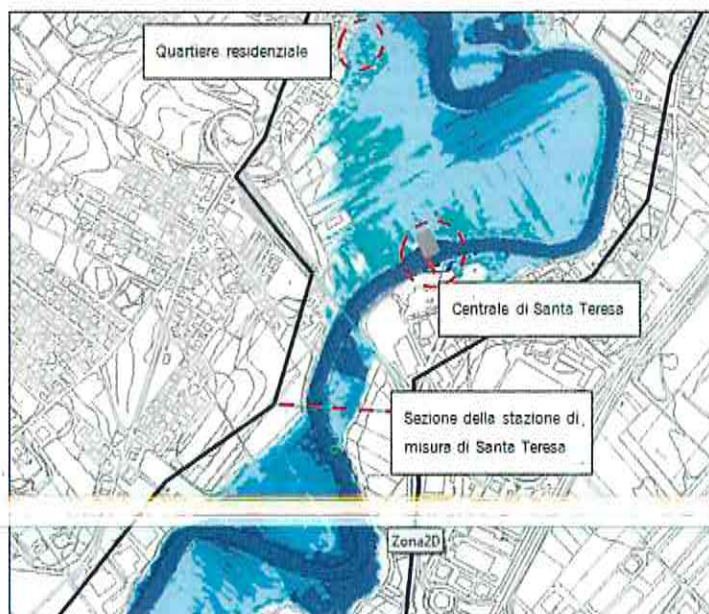 Quartiere residenziale
Centrale di Santa Teresa
Sezione della stazione di
misura di Santa Teresa
Zona2D